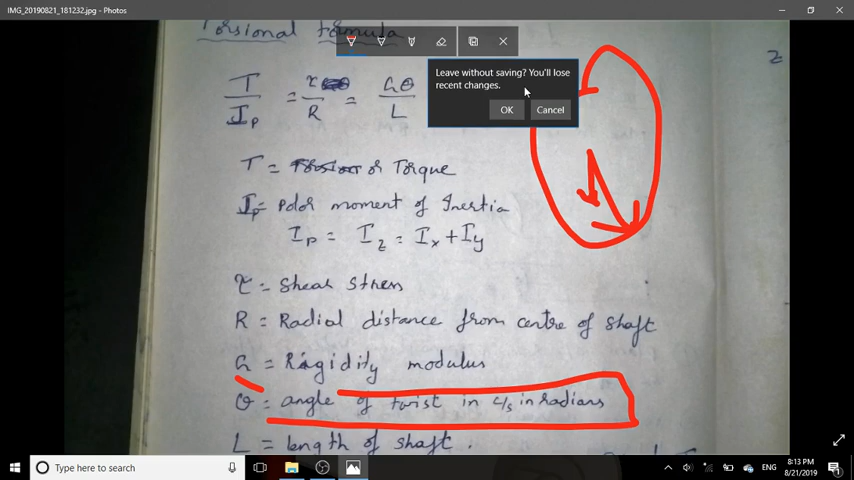 IMG_20190821_181232.jpg - Photos
Torsional formula
Leave without saving? You'll lose
recent changes.
OK Cancel
T/Ip = τ/R = Gθ/L
T = Torsion or Torque
Ip = Polar moment of Inertia
Ip = Iz = Ix + Iy
τ = Shear stress
R = Radial distance from centre of shaft
G = Rigidity modulus
θ = angle of twist in c/s in radians
L = length of shaft.
Type here to search
ENG
8:13 PM
8/21/2019